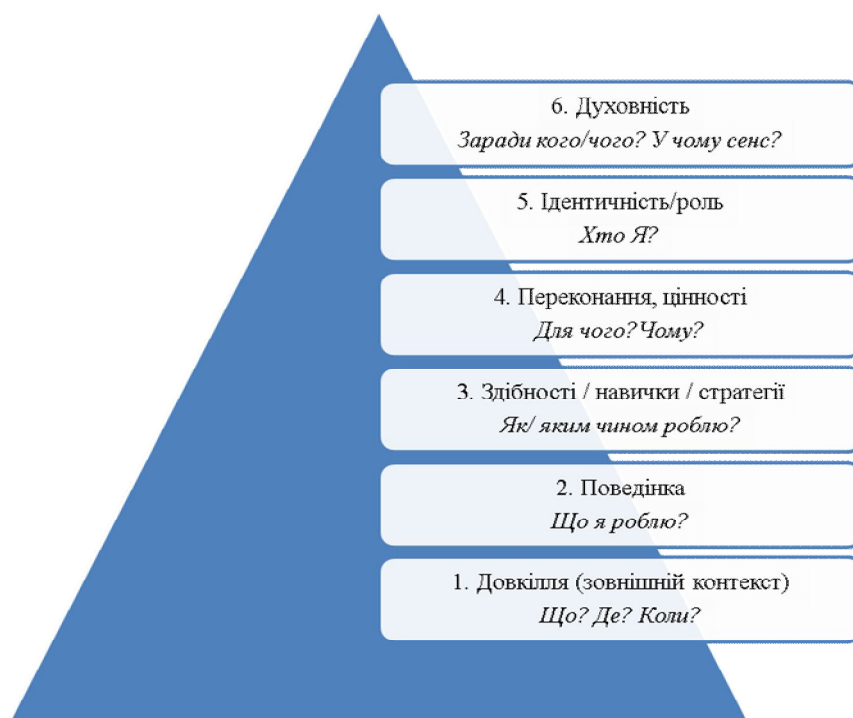 6. Духовність
Заради кого/чого? У чому сенс?
5. Ідентичність/роль
Хто Я?
4. Переконання, цінності
Для чого? Чому?
3. Здібності / навички / стратегії
Як/ яким чином роблю?
2. Поведінка
Що я роблю?
1. Довкілля (зовнішній контекст)
Що? Де? Коли?